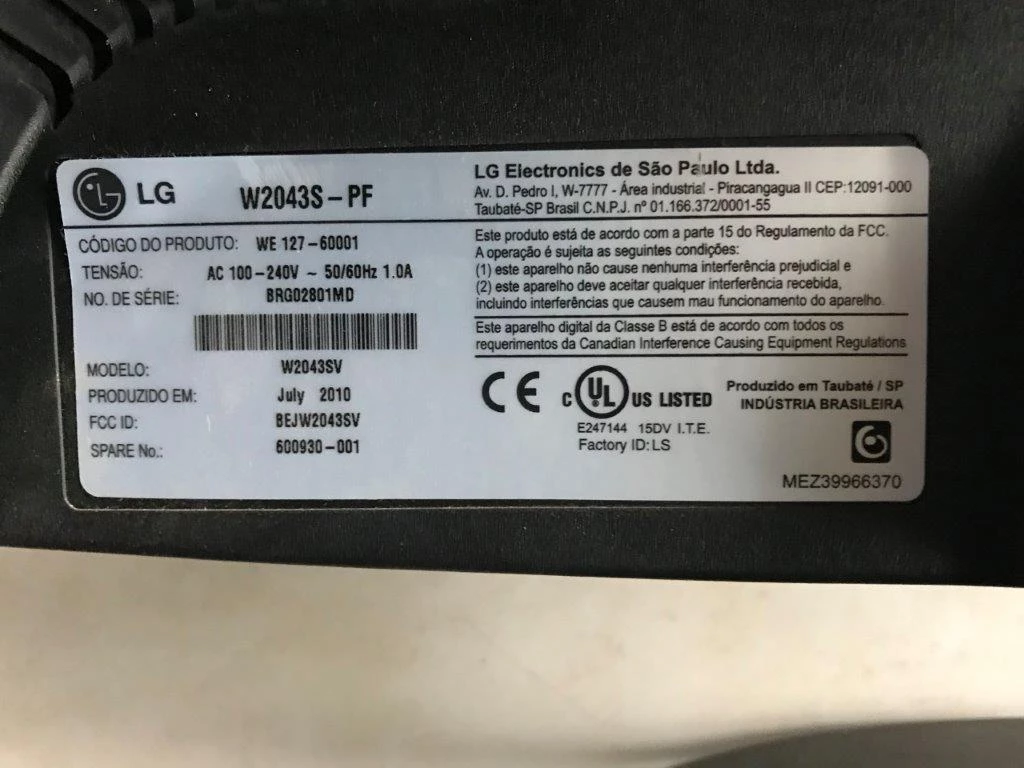 LG W2043S-PF
CÓDIGO DO PRODUTO: WE 127-60001
TENSÃO: AC 100-240V ~ 50/60Hz 1.0A
NO. DE SÉRIE: BRG02801MD
MODELO: W2043SV
PRODUZIDO EM: July 2010
FCC ID: BEJW2043SV
SPARE No.: 600930-001
LG Electronics de São Paulo Ltda.
Av. D. Pedro I, W-7777 - Área industrial - Piracangagua II CEP:12091-000
Taubaté-SP Brasil C.N.P.J. nº 01.166.372/0001-55
Este produto está de acordo com a parte 15 do Regulamento da FCC.
A operação é sujeita as seguintes condições:
(1) este aparelho não cause nenhuma interferência prejudicial e
(2) este aparelho deve aceitar qualquer interferência recebida,
incluindo interferências que causem mau funcionamento do aparelho.
Este aparelho digital da Classe B está de acordo com todos os
requerimentos da Canadian Interference Causing Equipment Regulations
CE c UL US LISTED
E247144 15DV I.T.E.
Factory ID:LS
Produzido em Taubaté / SP
INDÚSTRIA BRASILEIRA
MEZ39966370